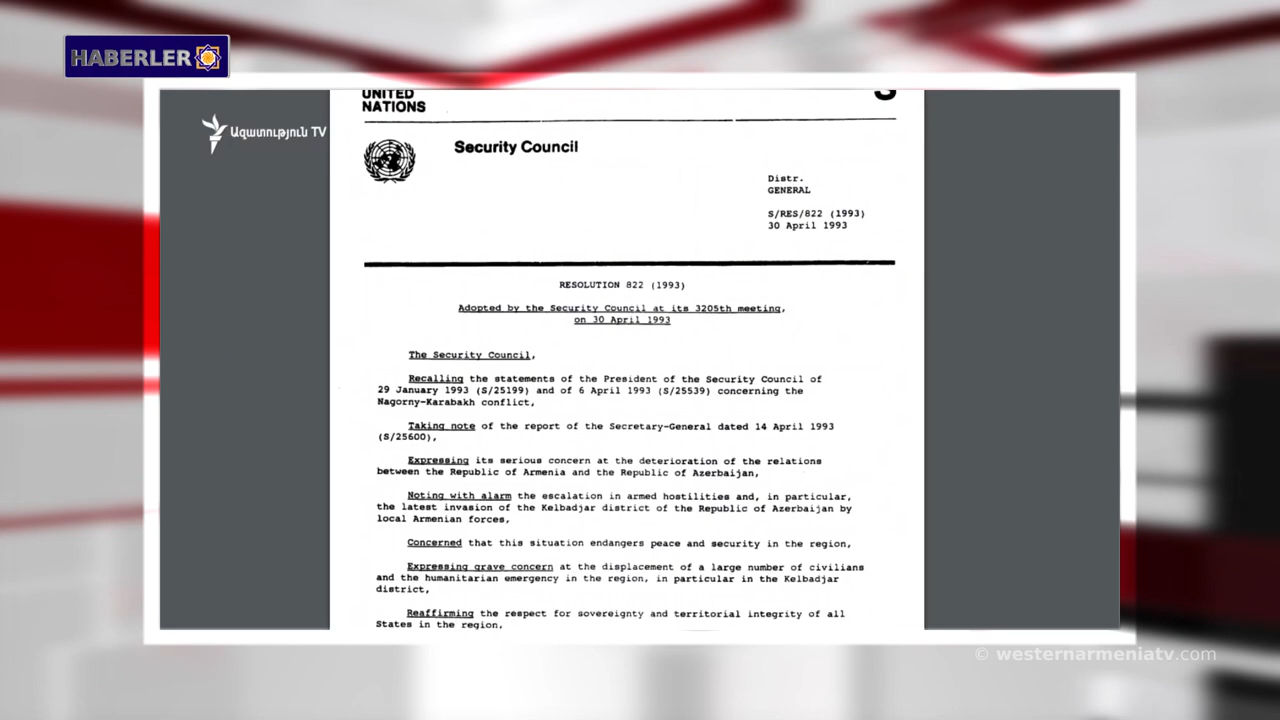 HABERLER
Ազատություն TV
UNITED
NATIONS
S
Security Council
Distr.
GENERAL
S/RES/822 (1993)
30 April 1993
RESOLUTION 822 (1993)
Adopted by the Security Council at its 3205th meeting,
on 30 April 1993
The Security Council,
Recalling the statements of the President of the Security Council of
29 January 1993 (S/25199) and of 6 April 1993 (S/25539) concerning the
Nagorny-Karabakh conflict,
Taking note of the report of the Secretary-General dated 14 April 1993
(S/25600),
Expressing its serious concern at the deterioration of the relations
between the Republic of Armenia and the Republic of Azerbaijan,
Noting with alarm the escalation in armed hostilities and, in particular,
the latest invasion of the Kelbadjar district of the Republic of Azerbaijan by
local Armenian forces,
Concerned that this situation endangers peace and security in the region,
Expressing grave concern at the displacement of a large number of civilians
and the humanitarian emergency in the region, in particular in the Kelbadjar
district,
Reaffirming the respect for sovereignty and territorial integrity of all
States in the region,
© westernarmeniatv.com